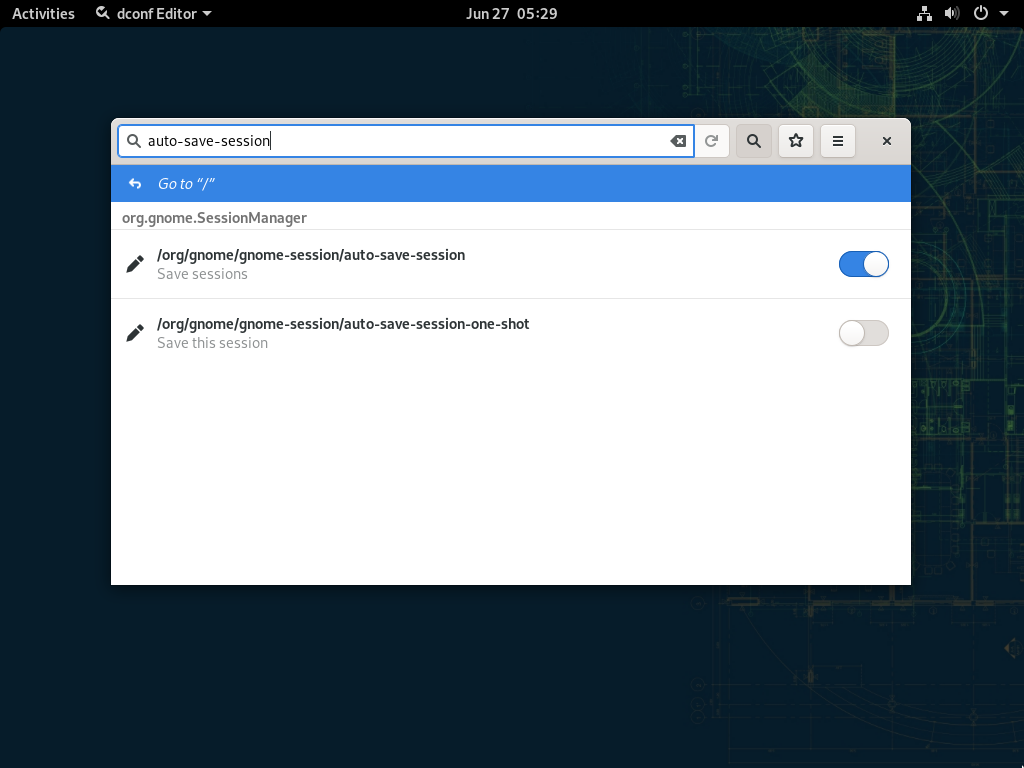 Activities dconf Editor Jun 27 05:29
auto-save-session
Go to “/”
org.gnome.SessionManager
/org/gnome/gnome-session/auto-save-session
Save sessions
/org/gnome/gnome-session/auto-save-session-one-shot
Save this session